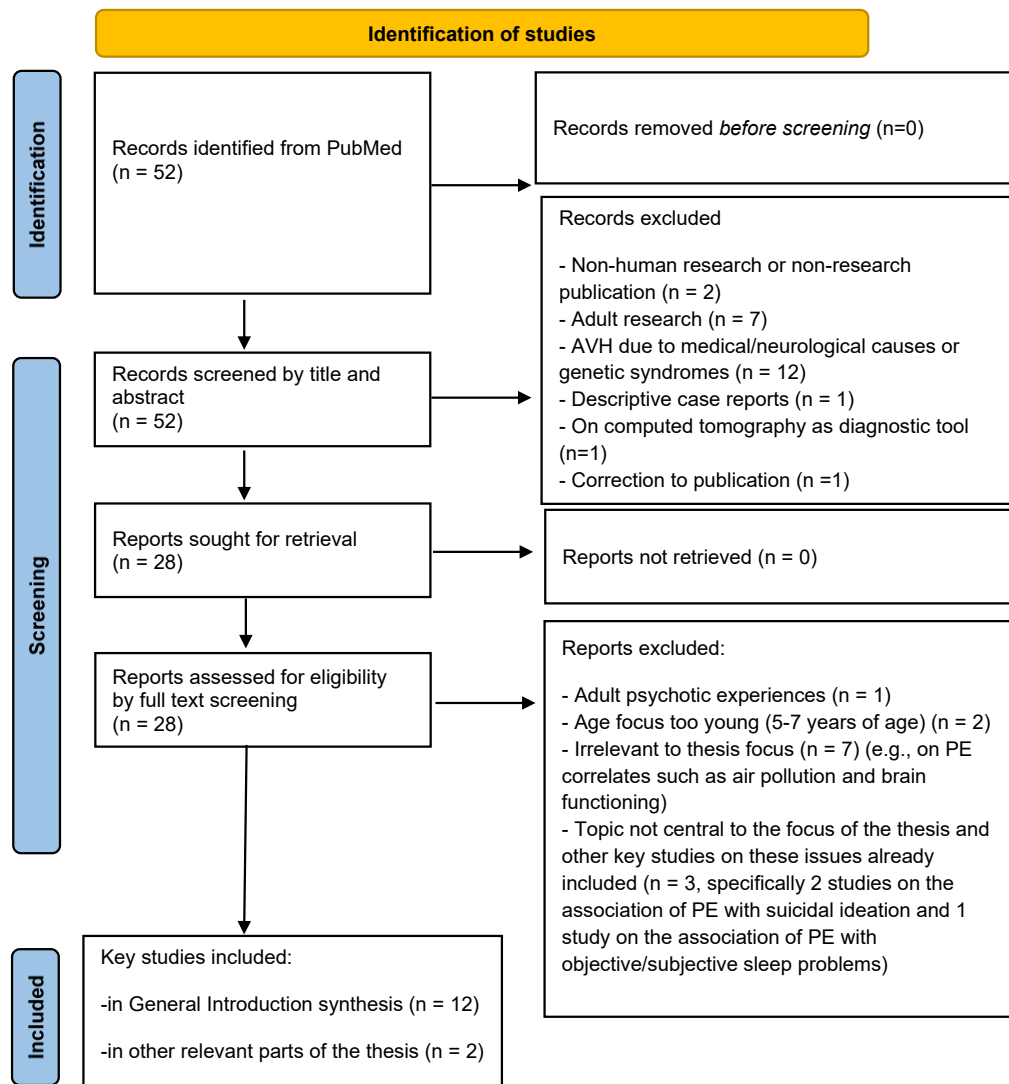 Identification of studies
Identification
Records identified from PubMed
(n = 52)
Records removed before screening (n=0)
Records excluded
- Non-human research or non-research
publication (n = 2)
- Adult research (n = 7)
- AVH due to medical/neurological causes or
genetic syndromes (n = 12)
- Descriptive case reports (n = 1)
- On computed tomography as diagnostic tool
(n=1)
- Correction to publication (n =1)
Screening
Records screened by title and
abstract
(n = 52)
Reports sought for retrieval
(n = 28)
Reports not retrieved (n = 0)
Reports assessed for eligibility
by full text screening
(n = 28)
Reports excluded:
- Adult psychotic experiences (n = 1)
- Age focus too young (5-7 years of age) (n = 2)
- Irrelevant to thesis focus (n = 7) (e.g., on PE
correlates such as air pollution and brain
functioning)
- Topic not central to the focus of the thesis and
other key studies on these issues already
included (n = 3, specifically 2 studies on the
association of PE with suicidal ideation and 1
study on the association of PE with
objective/subjective sleep problems)
Included
Key studies included:
-in General Introduction synthesis (n = 12)
-in other relevant parts of the thesis (n = 2)